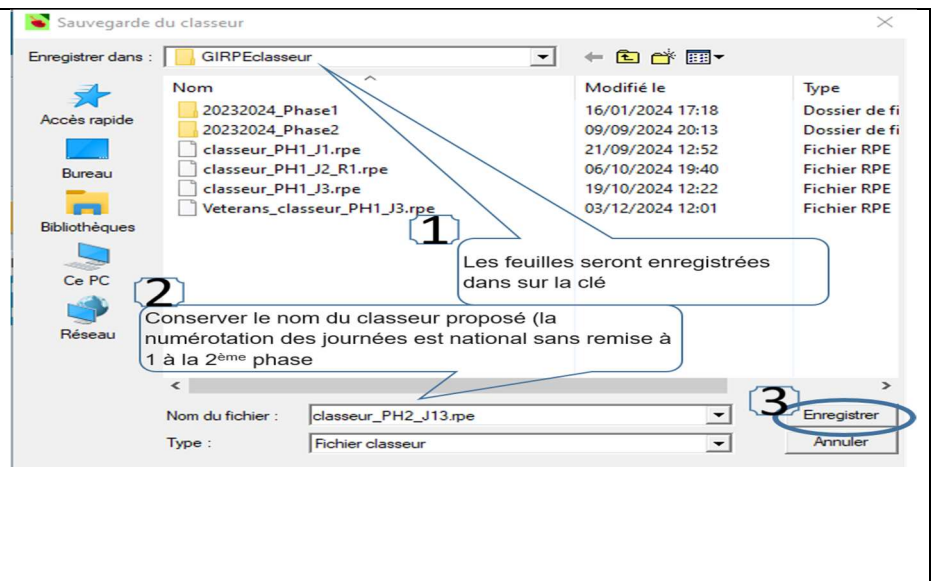 Sauvegarde du classeur
Enregistrer dans : GIRPEclasseur
Nom Modifié le Type
20232024_Phase1 16/01/2024 17:18 Dossier de fi
20232024_Phase2 09/09/2024 20:13 Dossier de fi
classeur_PH1_J1.rpe 21/09/2024 12:52 Fichier RPE
classeur_PH1_J2_R1.rpe 06/10/2024 19:40 Fichier RPE
classeur_PH1_J3.rpe 19/10/2024 12:22 Fichier RPE
Veterans_classeur_PH1_J3.rpe 03/12/2024 12:01 Fichier RPE
Accès rapide
Bureau
Bibliothèques
Ce PC
Réseau
1
Les feuilles seront enregistrées
dans sur la clé
2
Conserver le nom du classeur proposé (la
numérotation des journées est national sans remise à
1 à la 2ème phase
Nom du fichier : classeur_PH2_J13.rpe
3
Enregistrer
Type : Fichier classeur
Annuler